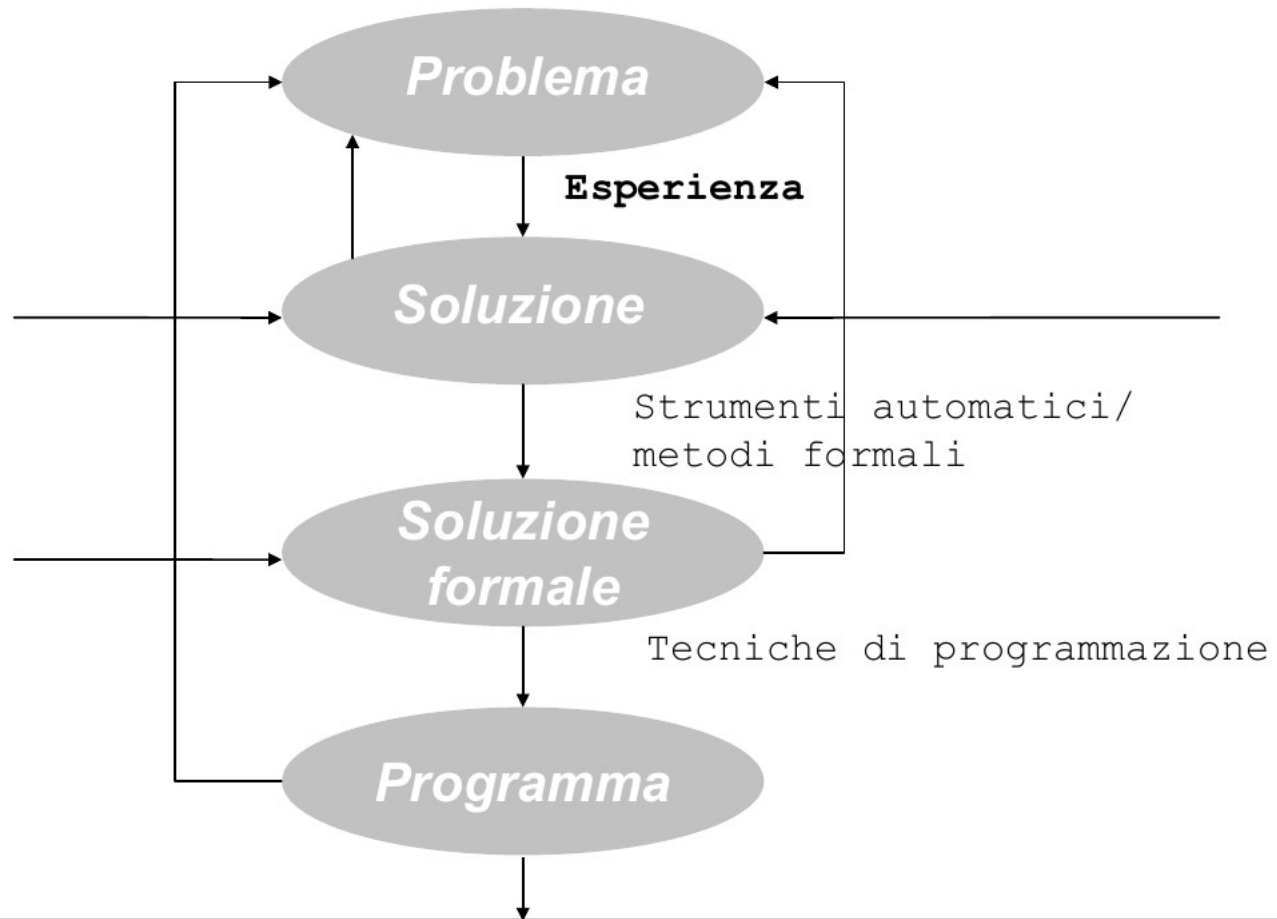 Problema
Esperienza
Soluzione
Strumenti automatici/
metodi formali
Soluzione
formale
Tecniche di programmazione
Programma